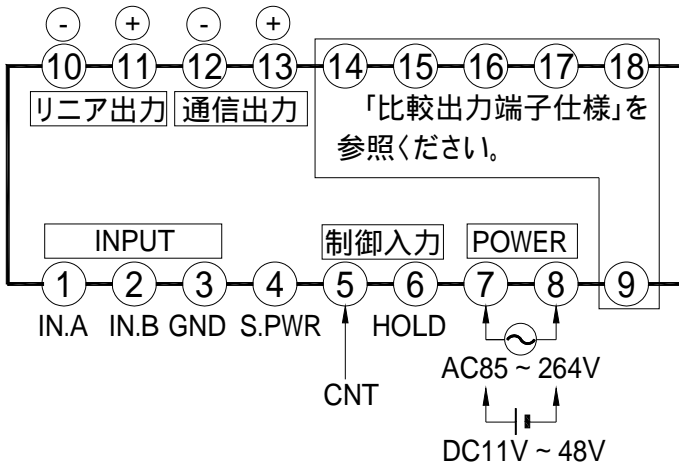 - + - +
10 11 12 13 14 15 16 17 18
リニア出力 通信出力 「比較出力端子仕様」を
参照ください。
INPUT 制御入力 POWER
1 2 3 4 5 6 7 8 9
IN.A IN.B GND S.PWR HOLD
AC85 ~ 264V
CNT
DC11V ~ 48V